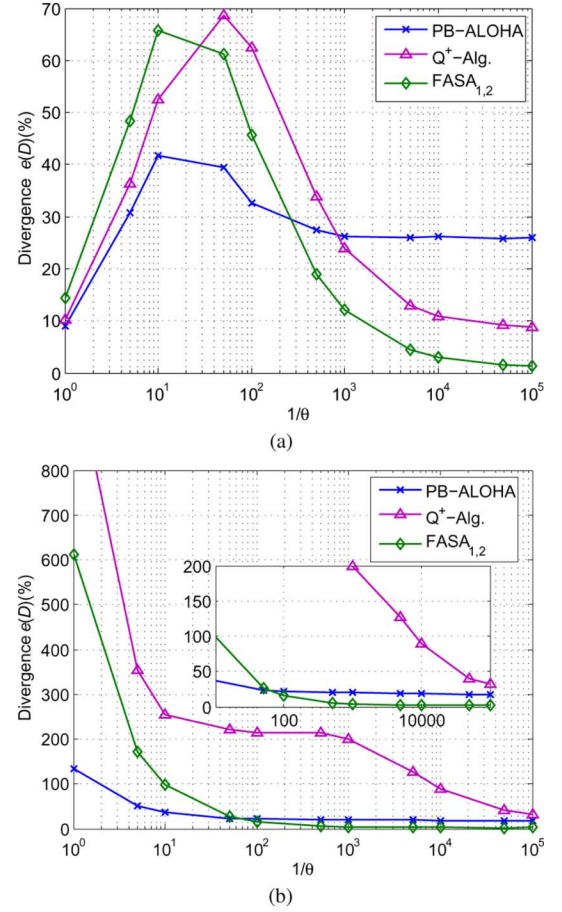 70
60
50
40
30
20
10
0
Divergence e(D)(%)
PB−ALOHA
Q+−Alg.
FASA1,2
10^0 10^1 10^2 10^3 10^4 10^5
1/θ
(a)
800
700
600
500
400
300
200
100
0
Divergence e(D)(%)
PB−ALOHA
Q+−Alg.
FASA1,2
200
150
100
50
0
100 10000
10^0 10^1 10^2 10^3 10^4 10^5
1/θ
(b)